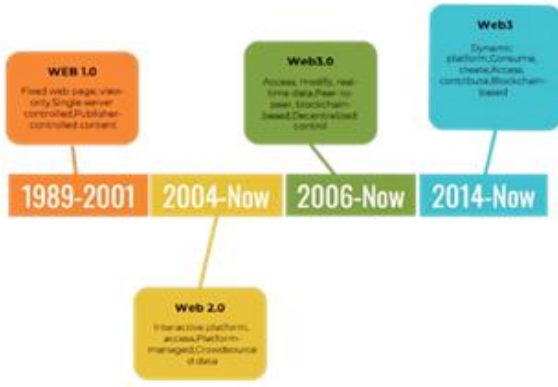 WEB 1.0
Fixed web page, view-
only,Single server
controlled,Publisher-
controlled content
Web3.0
Access, modify, real-
time data,Peer-to-
peer, blockchain-
based,Decentralised
control
Web3
Dynamic
platform,Consume,
create,Access,
contribute,Blockchain-
based
1989-2001
2004-Now
2006-Now
2014-Now
Web 2.0
Interactive platform,
access,Platform-
managed,Crowdsource
d data